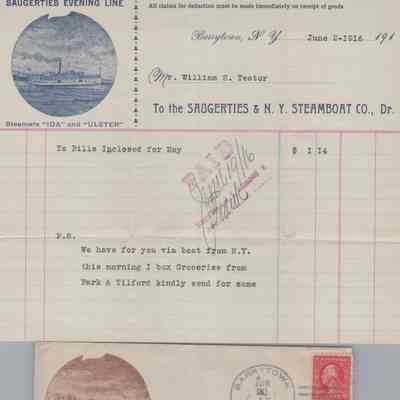 SAUGERTIES EVENING LINE
All claims for deduction must be made immediately on receipt of goods
Barrytown, N. Y. June 2-1916 191
Mr. William S. Teator
To the SAUGERTIES & N. Y. STEAMBOAT CO., Dr.
Steamers "IDA" and "ULSTER"
To Bills Inclosed for May $ 1 14
PAID
P.S.
We have for you via boat from N.Y.
this morning I box Groceries from
Park & Tilford kindly send for same
BARRYTOWN
JUN